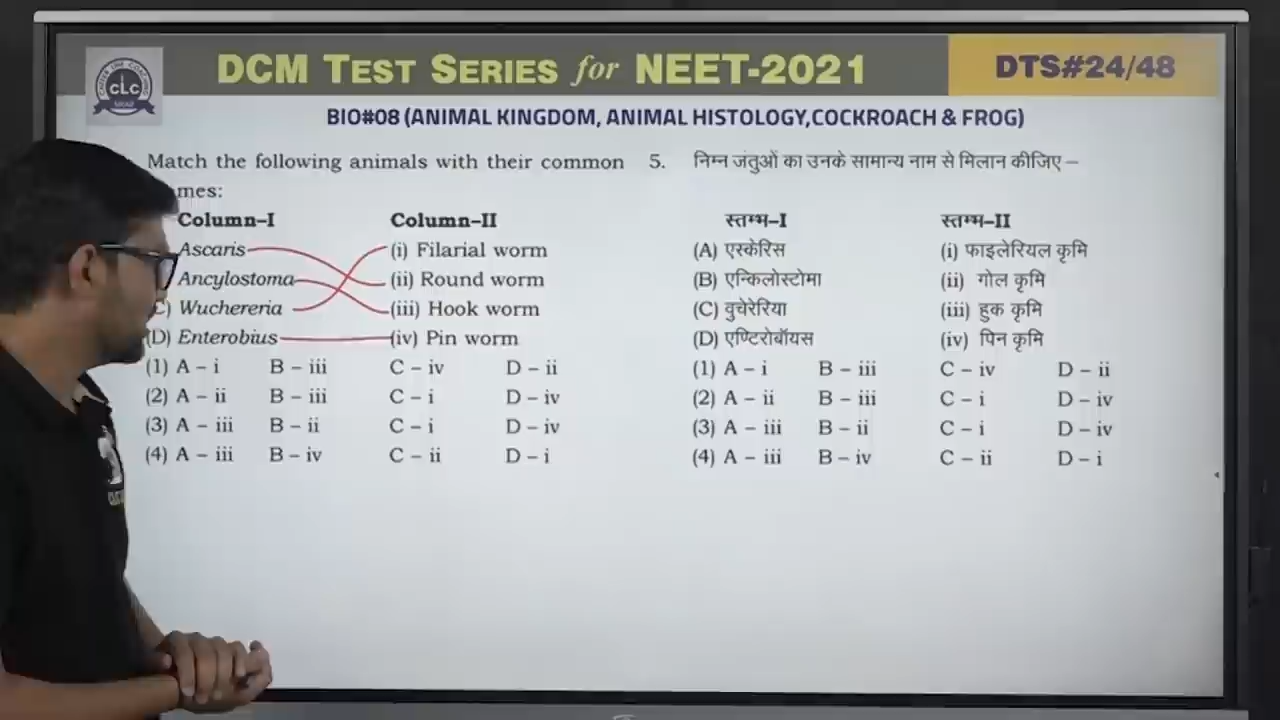 CLC
DCM TEST SERIES for NEET-2021
DTS#24/48
BIO#08 (ANIMAL KINGDOM, ANIMAL HISTOLOGY,COCKROACH & FROG)
Match the following animals with their common
mes:
Column–I Column–II
Ascaris (i) Filarial worm
Ancylostoma (ii) Round worm
C) Wuchereria (iii) Hook worm
(D) Enterobius (iv) Pin worm
(1) A – i B – iii C – iv D – ii
(2) A – ii B – iii C – i D – iv
(3) A – iii B – ii C – i D – iv
(4) A – iii B – iv C – ii D – i
5. निम्न जंतुओं का उनके सामान्य नाम से मिलान कीजिए –
स्तम्भ–I स्तम्भ–II
(A) एस्केरिस (i) फाइलेरियल कृमि
(B) एन्किलोस्टोमा (ii) गोल कृमि
(C) वुचेरेरिया (iii) हुक कृमि
(D) एण्टिरोबॉयस (iv) पिन कृमि
(1) A – i B – iii C – iv D – ii
(2) A – ii B – iii C – i D – iv
(3) A – iii B – ii C – i D – iv
(4) A – iii B – iv C – ii D – i